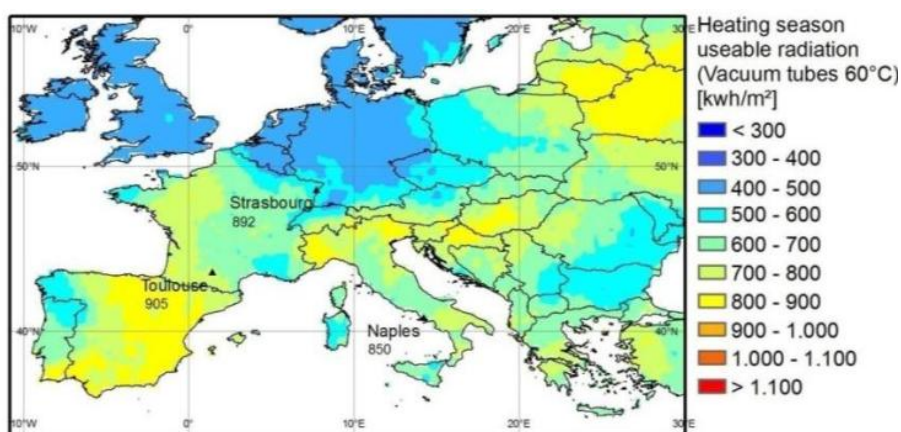 10°W
0°
10°E
20°E
30°E
50°N
50°N
40°N
40°N
Strasbourg
892
Toulouse
905
Naples
850
10°W
0°
10°E
20°E
30°E
Heating season
useable radiation
(Vacuum tubes 60°C)
[kwh/m²]
< 300
300 - 400
400 - 500
500 - 600
600 - 700
700 - 800
800 - 900
900 - 1.000
1.000 - 1.100
> 1.100